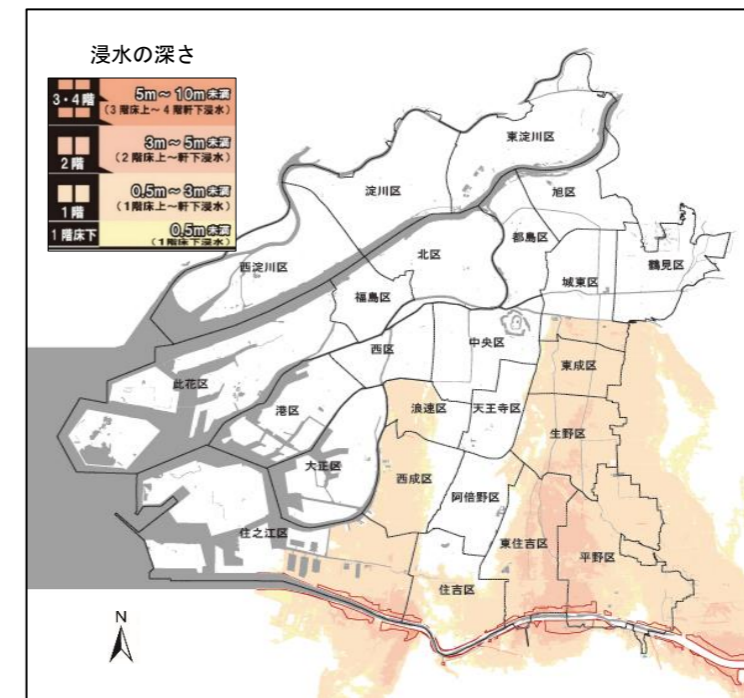 浸水の深さ
3・4階
5m～10m未満
(3階床上～4階軒下浸水)
2階
3m～5m未満
(2階床上～軒下浸水)
1階
0.5m～3m未満
(1階床上～軒下浸水)
1階床下
0.5m未満
(1階床下浸水)
東淀川区
淀川区
旭区
都島区
北区
鶴見区
西淀川区
城東区
福島区
中央区
西区
東成区
此花区
港区
浪速区
天王寺区
生野区
大正区
西成区
阿倍野区
住之江区
東住吉区
平野区
住吉区
N